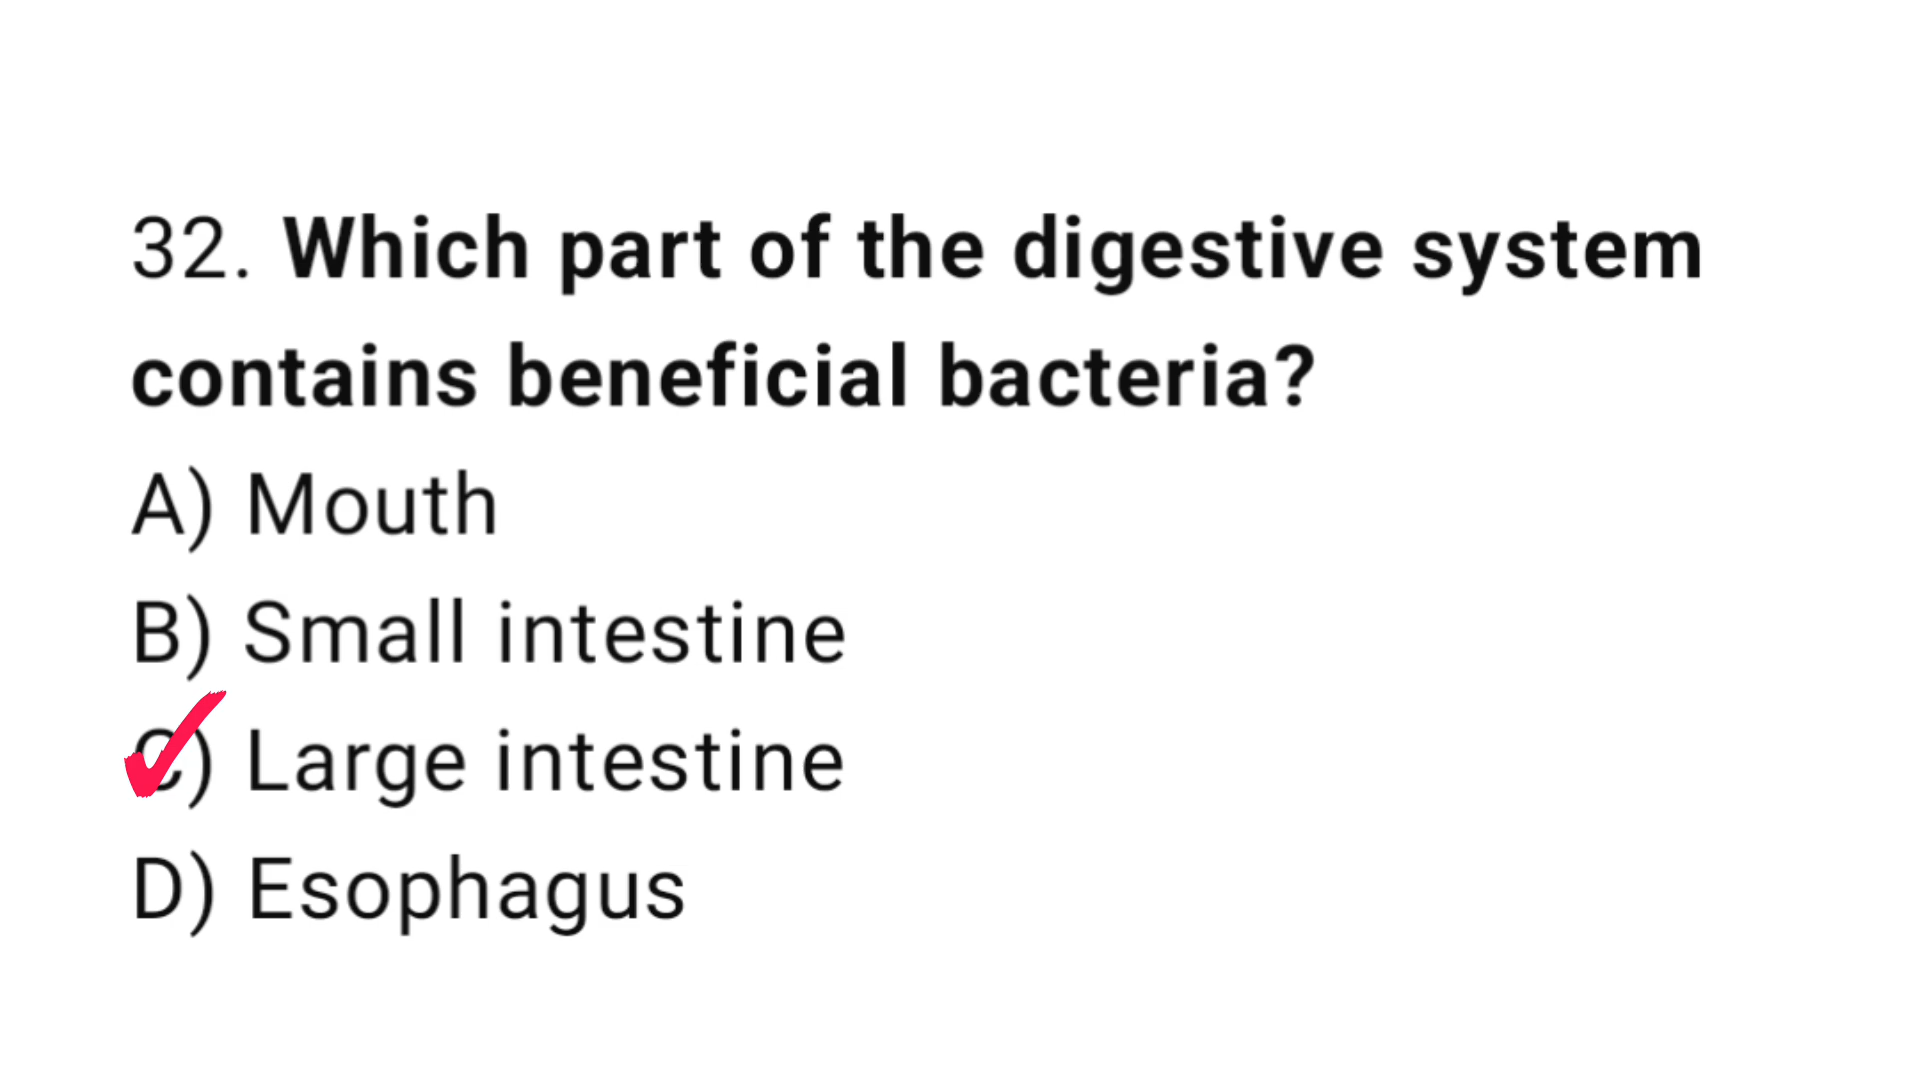 32. Which part of the digestive system
contains beneficial bacteria?
A) Mouth
B) Small intestine
C) Large intestine
D) Esophagus